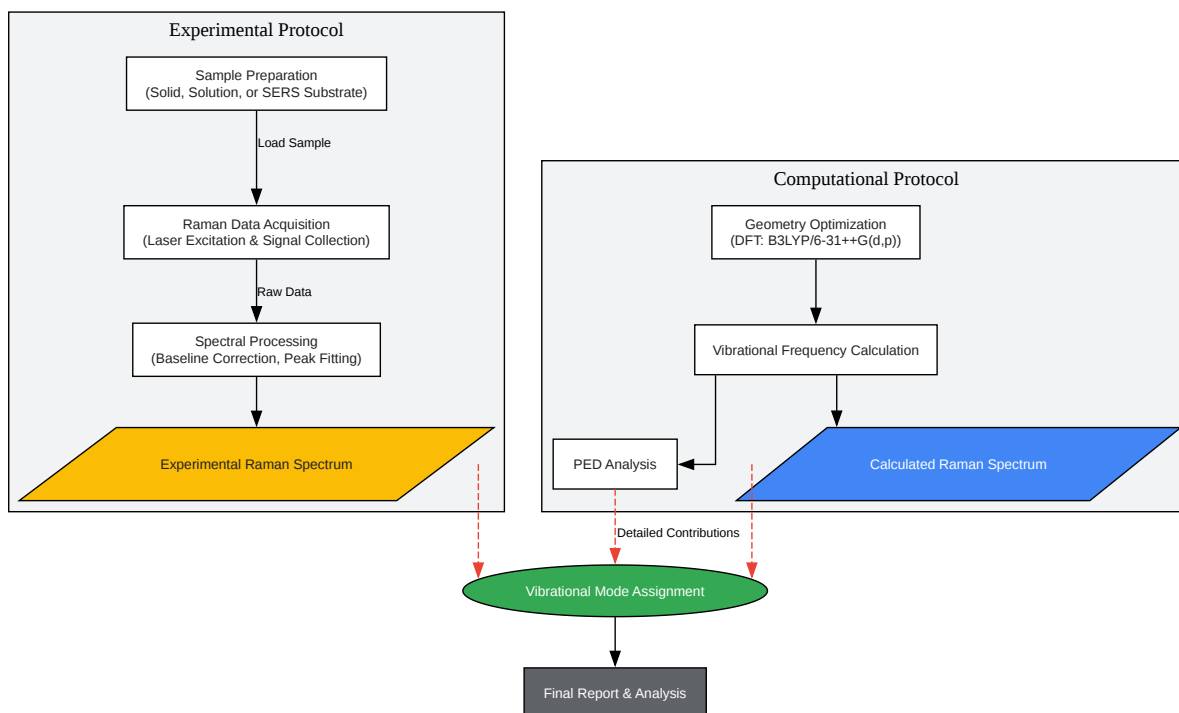 Experimental Protocol
Sample Preparation
(Solid, Solution, or SERS Substrate)
Load Sample
Raman Data Acquisition
(Laser Excitation & Signal Collection)
Raw Data
Spectral Processing
(Baseline Correction, Peak Fitting)
Experimental Raman Spectrum
Computational Protocol
Geometry Optimization
(DFT: B3LYP/6-31++G(d,p))
Vibrational Frequency Calculation
PED Analysis
Calculated Raman Spectrum
Detailed Contributions
Vibrational Mode Assignment
Final Report & Analysis